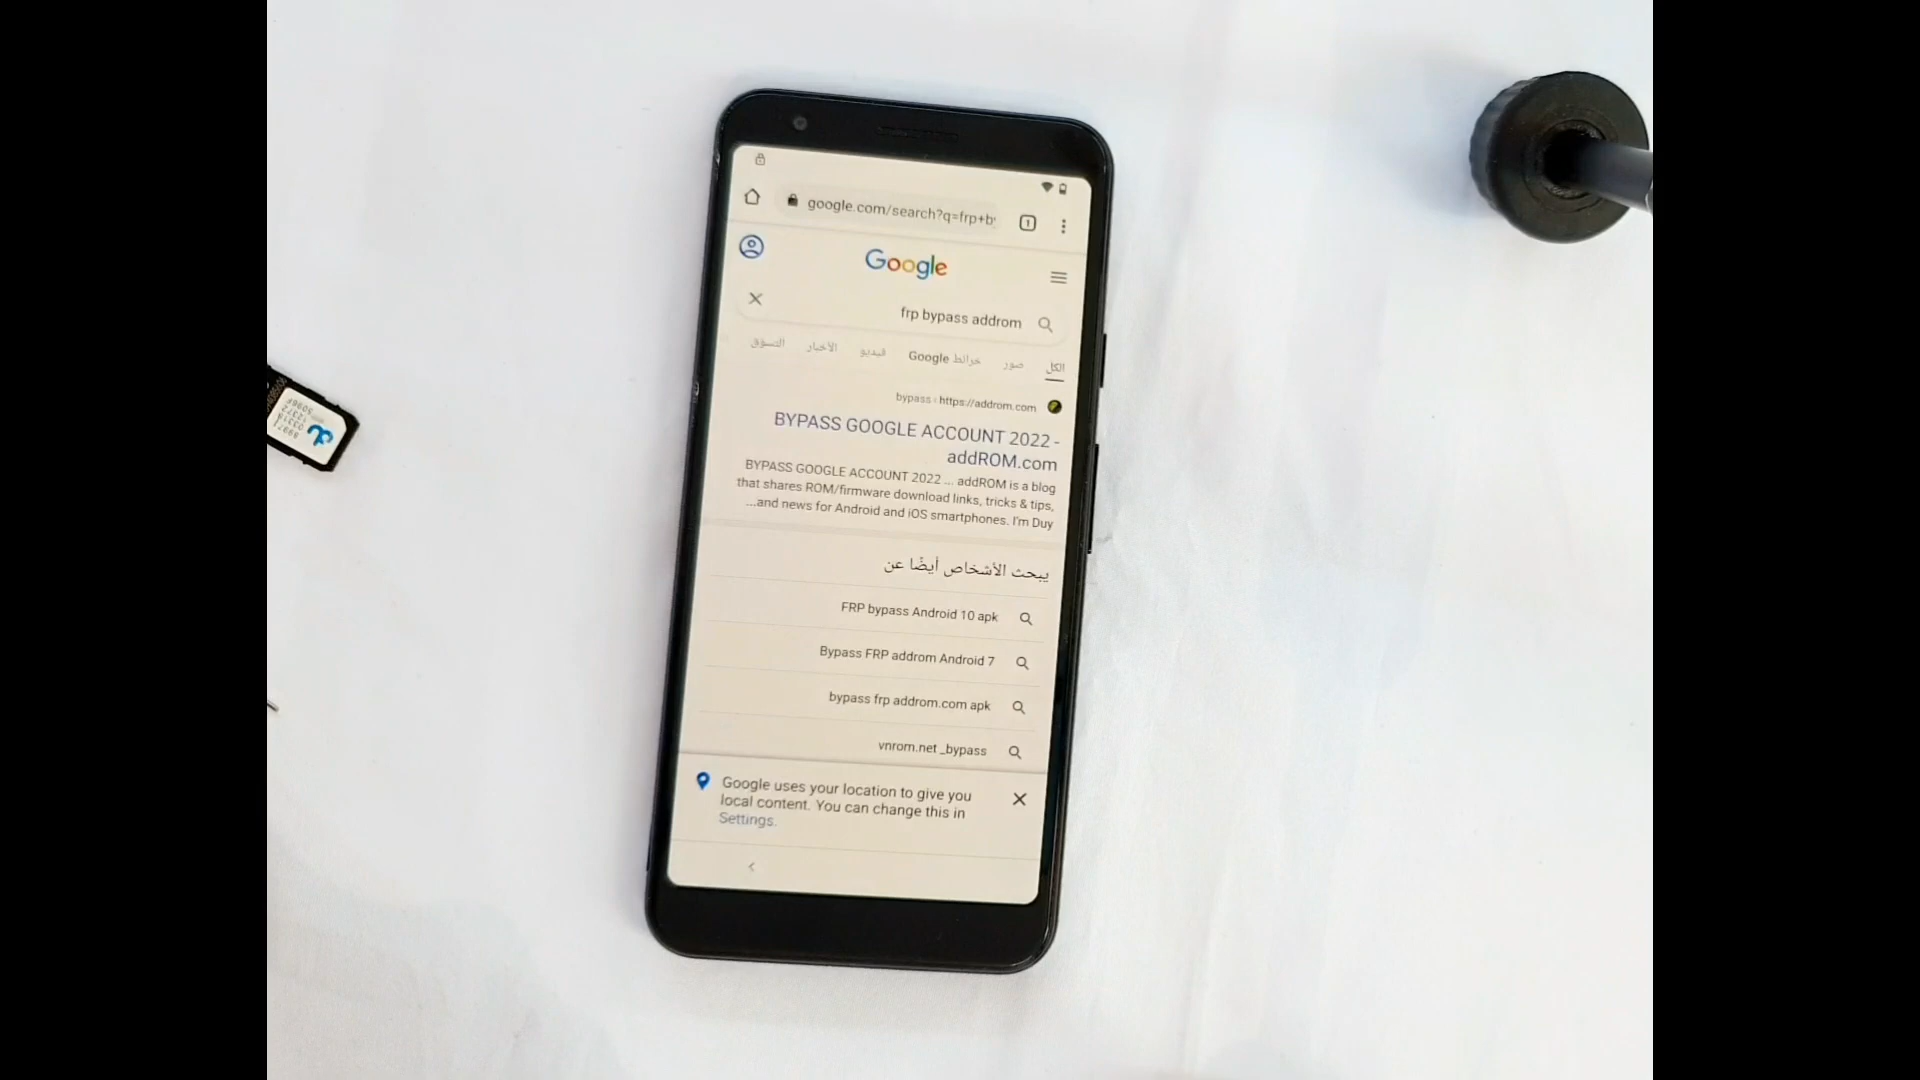 google.com/search?q=frp+b
1
Google
frp bypass addrom
الكل صور خرائط Google فيديو الأخبار التسوّق
bypass › https://addrom.com
BYPASS GOOGLE ACCOUNT 2022 -
addROM.com
BYPASS GOOGLE ACCOUNT 2022 ... addROM is a blog
that shares ROM/firmware download links, tricks & tips,
...and news for Android and iOS smartphones. I'm Duy
يبحث الأشخاص أيضًا عن
FRP bypass Android 10 apk
Bypass FRP addrom Android 7
bypass frp addrom.com apk
vnrom.net _bypass
Google uses your location to give you
local content. You can change this in
Settings.
du